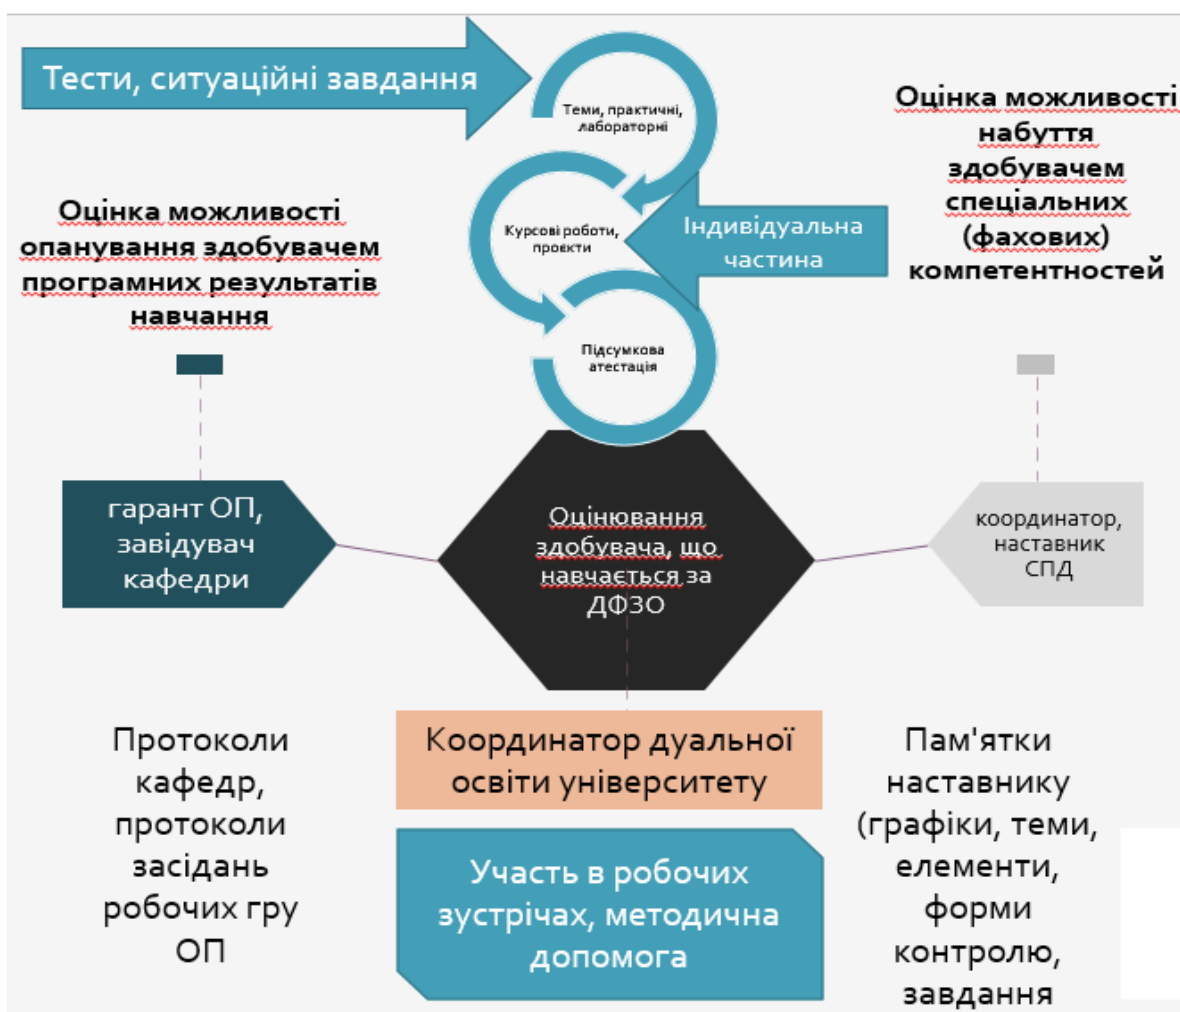 Тести, ситуаційні завдання
Теми, практичні,
лабораторні
Оцінка можливості
набуття
здобувачем
спеціальних
(фахових)
компетентностей
Оцінка можливості
опанування здобувачем
програмних результатів
навчання
Курсові роботи,
проєкти
Індивідуальна
частина
Підсумкова
атестація
гарант ОП,
завідувач
кафедри
Оцінювання
здобувача, що
навчається за
ДФЗО
координатор,
наставник
СПД
Протоколи
кафедр,
протоколи
засідань
робочих гру
ОП
Координатор дуальної
освіти університету
Участь в робочих
зустрічах, методична
допомога
Пам'ятки
наставнику
(графіки, теми,
елементи,
форми
контролю,
завдання